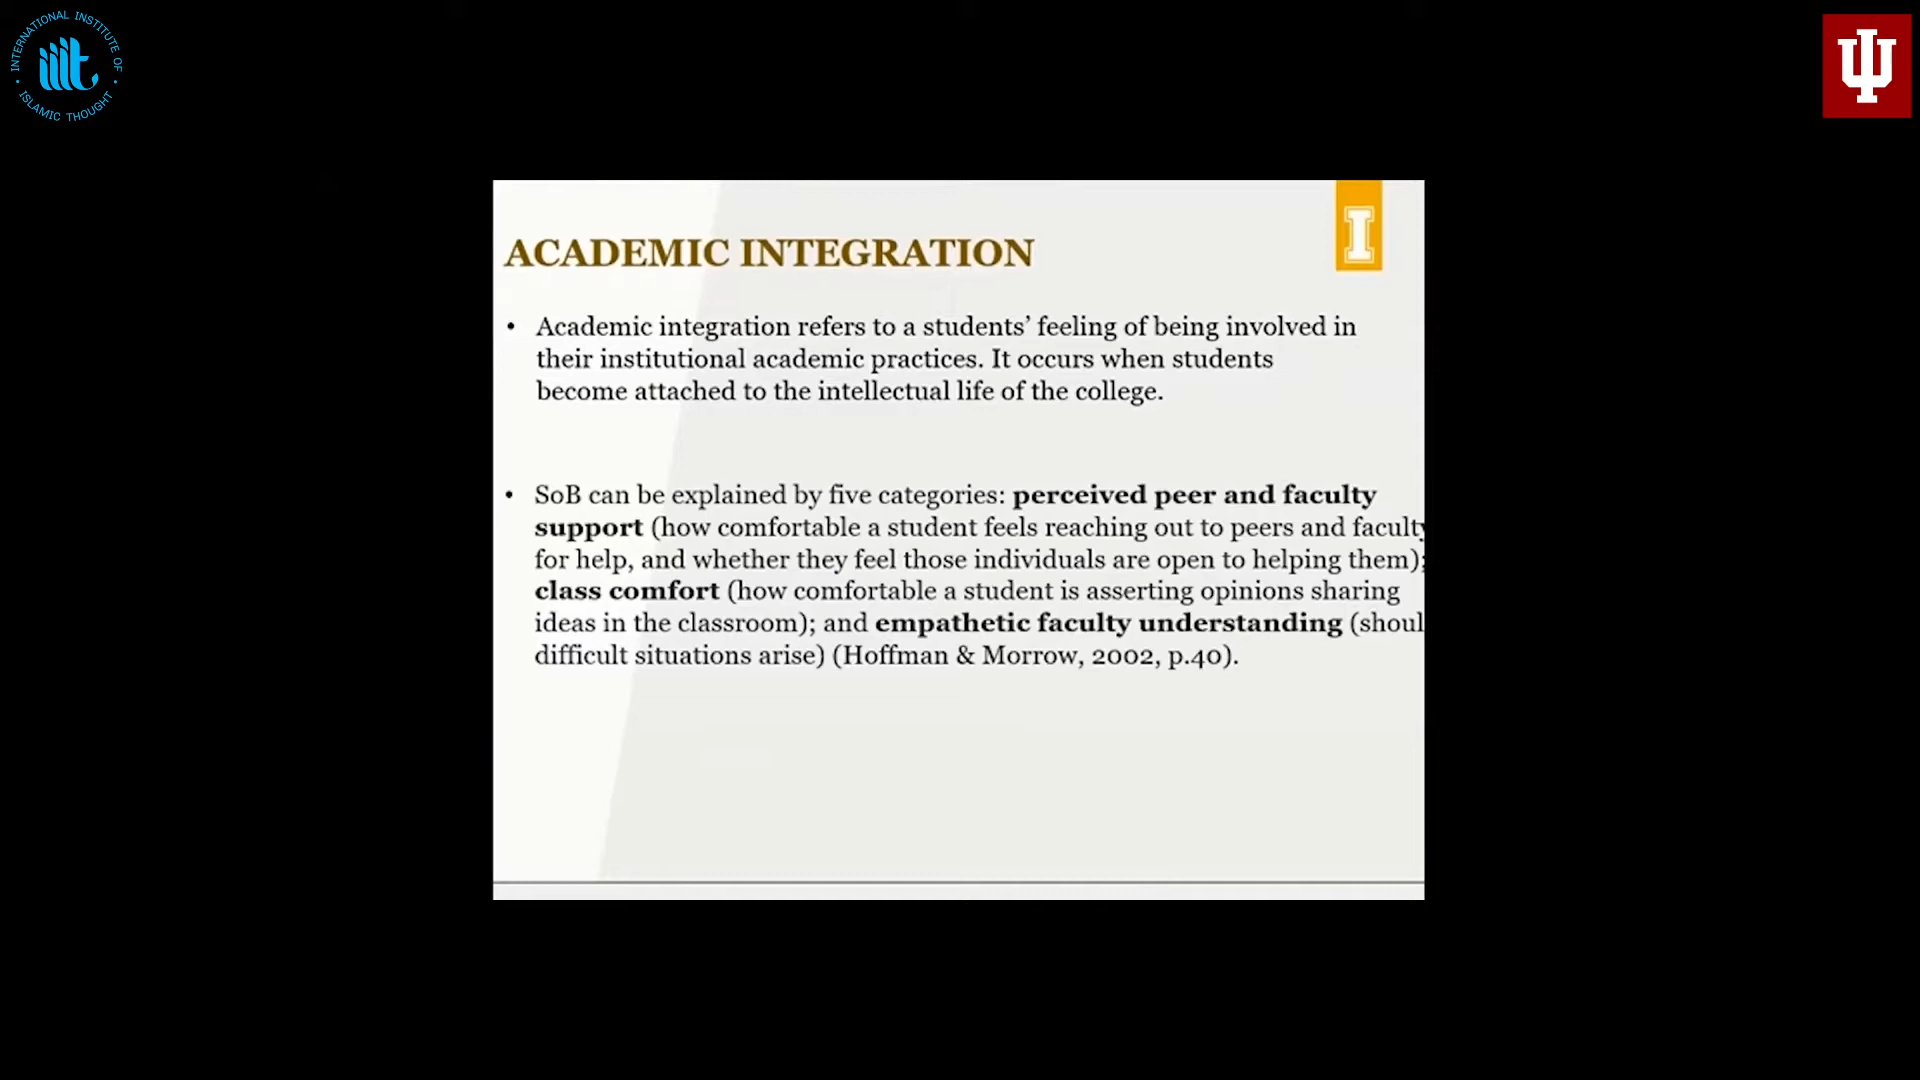 INTERNATIONAL INSTITUTE OF
ISLAMIC THOUGHT
iiit
I
ACADEMIC INTEGRATION
• Academic integration refers to a students’ feeling of being involved in
their institutional academic practices. It occurs when students
become attached to the intellectual life of the college.
• SoB can be explained by five categories: perceived peer and faculty
support (how comfortable a student feels reaching out to peers and faculty
for help, and whether they feel those individuals are open to helping them);
class comfort (how comfortable a student is asserting opinions sharing
ideas in the classroom); and empathetic faculty understanding (shoul
difficult situations arise) (Hoffman & Morrow, 2002, p.40).